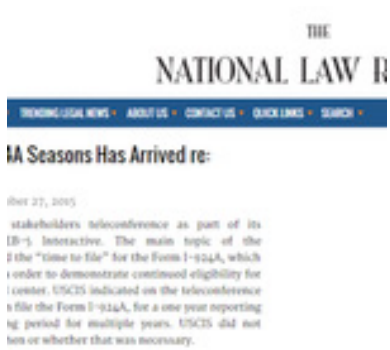 THE
NATIONAL LAW R
TRENDING LEGAL NEWS ABOUT US CONTACT US QUICK LINKS SEARCH
4A Seasons Has Arrived re:
ober 27, 2015
stakeholders teleconference as part of its
EB-5 Interactive. The main topic of the
d the "time to file" for the Form I-924A, which
order to demonstrate continued eligibility for
center. USCIS indicated on the teleconference
file the Form I-924A, for a one year reporting
ng period for multiple years. USCIS did not
hen or whether that was necessary.